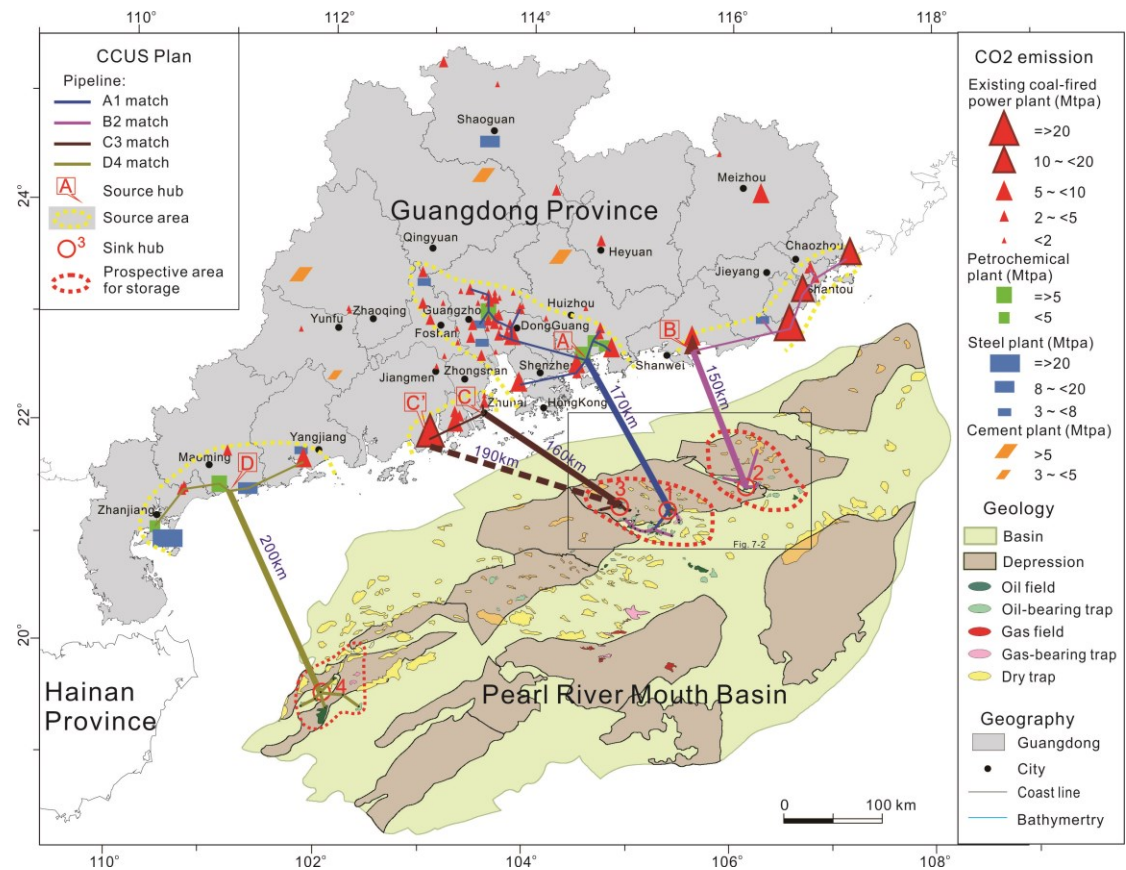 110°
112°
114°
116°
118°
CCUS Plan
Pipeline:
A1 match
B2 match
C3 match
D4 match
A
Source hub
Source area
3
Sink hub
Prospective area
for storage
24°
22°
20°
Shaoguan
Meizhou
Guangdong Province
Qingyuan
Heyuan
Chaozhou
Jieyang
Shantou
Huizhou
Zhaoqing
Yunfu
Guangzho
Foshan
DongGuang
A
B
Shanwei
Shenzhe
Jiangmen
Zhongshan
C
C'
Zhuhai
HongKong
150km
170km
160km
190km
Yangjiang
Maoming
D
Zhanjiang
200km
3
1
2
Fig. 7-2
4
Hainan
Province
Pearl River Mouth Basin
0
100 km
110°
102°
104°
106°
108°
CO2 emission
Existing coal-fired
power plant (Mtpa)
=>20
10 ~ <20
5 ~ <10
2 ~ <5
<2
Petrochemical
plant (Mtpa)
=>5
<5
Steel plant (Mtpa)
=>20
8 ~ <20
3 ~ <8
Cement plant (Mtpa)
>5
3 ~ <5
Geology
Basin
Depression
Oil field
Oil-bearing trap
Gas field
Gas-bearing trap
Dry trap
Geography
Guangdong
City
Coast line
Bathymertry